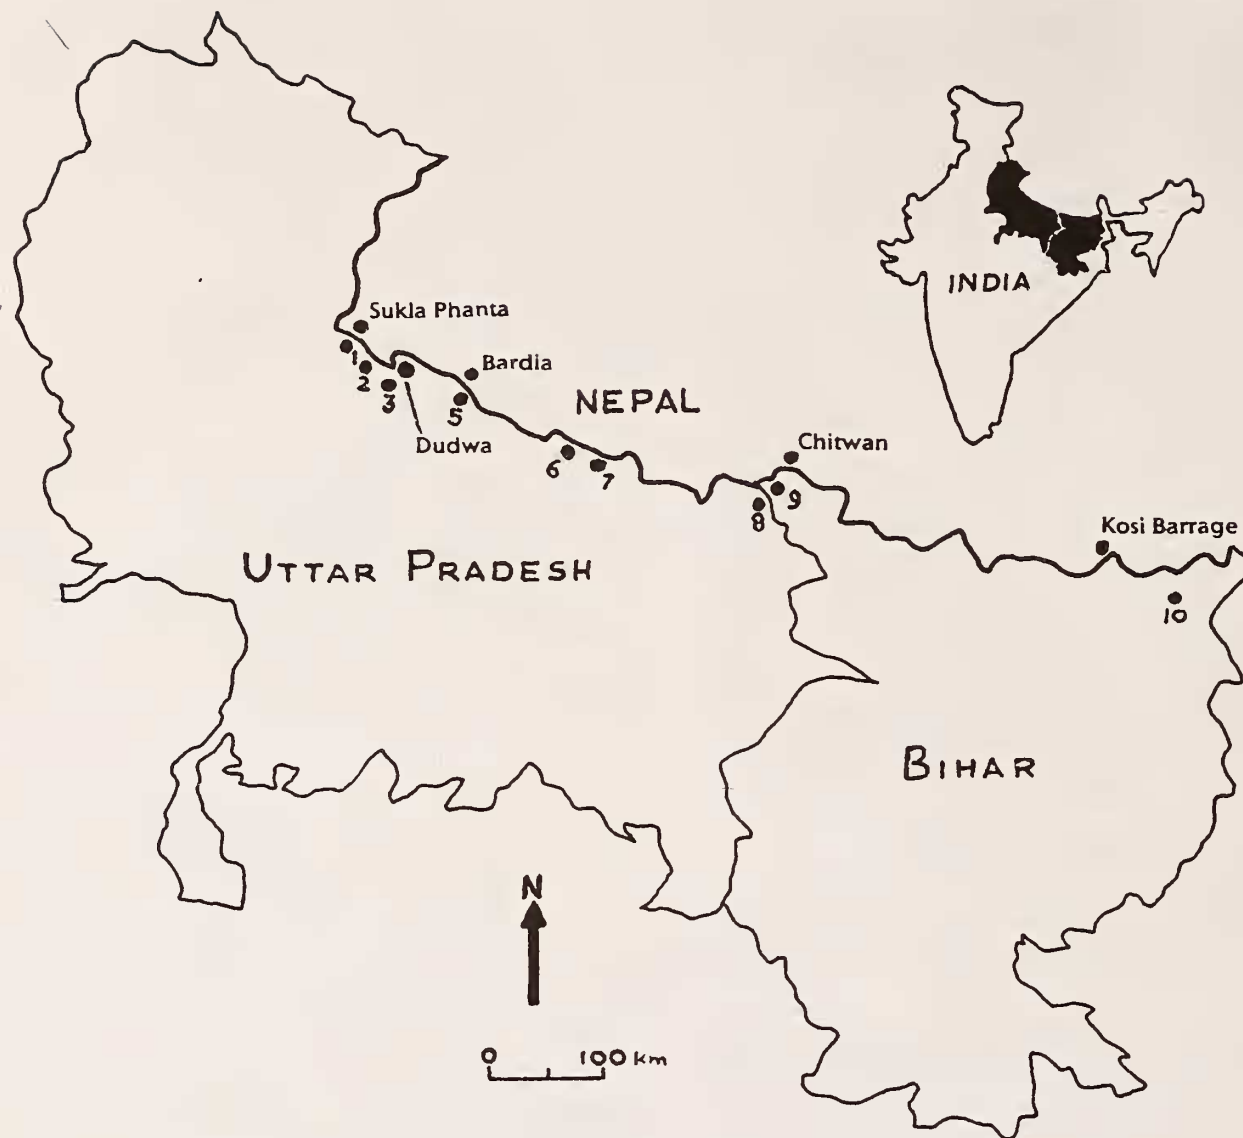 INDIA
Sukla Phanta
1
2
3
Dudwa
Bardia
5
NEPAL
6
7
Chitwan
9
8
Kosi Barrage
10
UTTAR PRADESH
BIHAR
N
0 100 km